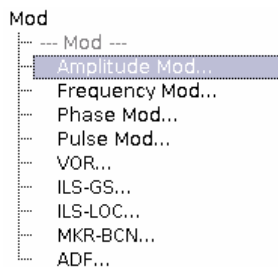 Mod
--- Mod ---
Amplitude Mod...
Frequency Mod...
Phase Mod...
Pulse Mod...
VOR...
ILS-GS...
ILS-LOC...
MKR-BCN...
ADF...